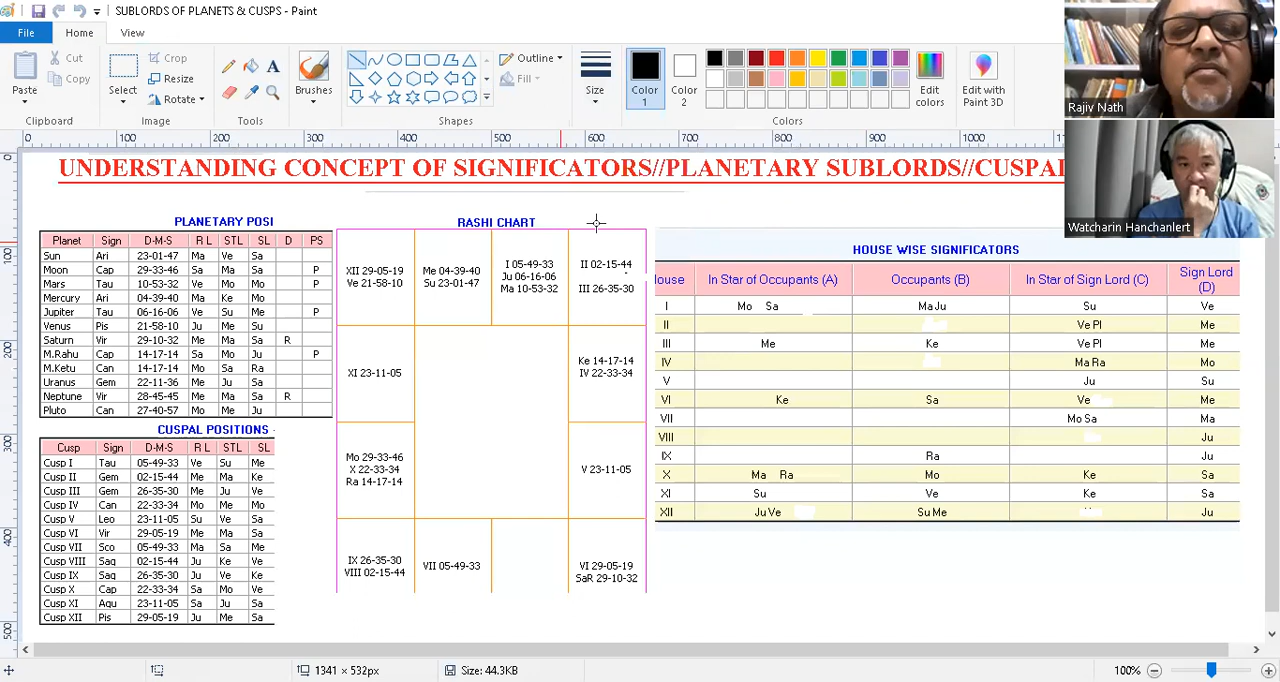 SUBLORDS OF PLANETS & CUSPS - Paint
File Home View
Paste Cut Copy Clipboard
Select Crop Resize Rotate Image
Tools
Brushes
Shapes Outline Fill
Size
Color 1 Color 2 Colors
Edit colors
Edit with Paint 3D
Rajiv Nath
Watcharin Hanchanlert
0 100 200 300 400 500 600 700 800 900 1000
UNDERSTANDING CONCEPT OF SIGNIFICATORS//PLANETARY SUBLORDS//CUSPAL
PLANETARY POSI
Planet Sign D-M-S R L STL SL D PS
Sun Ari 23-01-47 Ma Ve Sa
Moon Cap 29-33-46 Sa Ma Sa P
Mars Tau 10-53-32 Ve Mo Ma P
Mercury Ari 04-39-40 Ma Ke Mo
Jupiter Tau 06-16-06 Ve Su Me P
Venus Pis 21-58-10 Ju Me Su
Saturn Vir 29-10-32 Me Ma Sa R
M.Rahu Cap 14-17-14 Sa Mo Ju P
M.Ketu Can 14-17-14 Mo Sa Ra
Uranus Gem 22-11-36 Me Ju Sa
Neptune Vir 28-45-45 Me Ma Sa R
Pluto Can 27-40-57 Mo Me Ju
CUSPAL POSITIONS
Cusp Sign D-M-S R L STL SL
Cusp I Tau 05-49-33 Ve Su Me
Cusp II Gem 02-15-44 Me Ma Ke
Cusp III Gem 26-35-30 Me Ju Ve
Cusp IV Can 22-33-34 Mo Me Mo
Cusp V Leo 23-11-05 Su Ve Sa
Cusp VI Vir 29-05-19 Me Ma Sa
Cusp VII Sco 05-49-33 Ma Sa Me
Cusp VIII Sag 02-15-44 Ju Ke Ve
Cusp IX Sag 26-35-30 Ju Ve Ke
Cusp X Cap 22-33-34 Sa Mo Ve
Cusp XI Aqu 23-11-05 Sa Ju Sa
Cusp XII Pis 29-05-19 Ju Me Sa
RASHI CHART
XII 29-05-19
Ve 21-58-10
Me 04-39-40
Su 23-01-47
I 05-49-33
Ju 06-16-06
Ma 10-53-32
II 02-15-44
III 26-35-30
XI 23-11-05
Ke 14-17-14
IV 22-33-34
Mo 29-33-46
X 22-33-34
Ra 14-17-14
V 23-11-05
IX 26-35-30
VIII 02-15-44
VII 05-49-33
VI 29-05-19
SaR 29-10-32
HOUSE WISE SIGNIFICATORS
ouse In Star of Occupants (A) Occupants (B) In Star of Sign Lord (C) Sign Lord (D)
I Mo Sa Ma Ju Su Ve
II Ve Pl Me
III Me Ke Ve Pl Me
IV Ma Ra Mo
V Ju Su
VI Ke Sa Ve Me
VII Mo Sa Ma
VIII Ju
IX Ra Ju
X Ma Ra Mo Ke Sa
XI Su Ve Ke Sa
XII Ju Ve Su Me Ju
1341 × 532px
Size: 44.3KB
100%